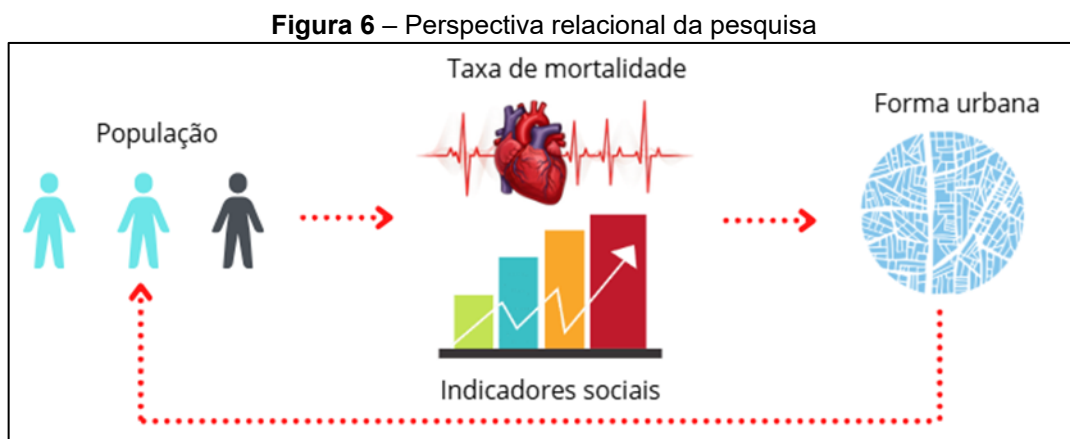 Figura 6 – Perspectiva relacional da pesquisa
Taxa de mortalidade
Forma urbana
População
Indicadores sociais